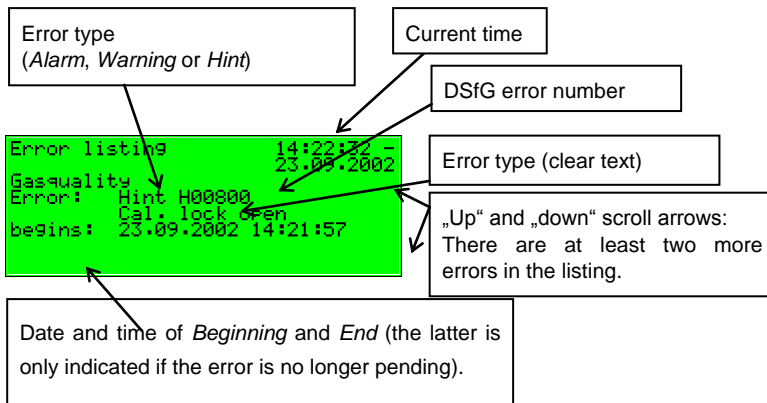 Error type
(Alarm, Warning or Hint)
Current time
DSfG error number
Error listing 14:22:32 -
23.09.2002
Gasquality
Error: Hint H00800
Cal. lock open
begins: 23.09.2002 14:21:57
Error type (clear text)
„Up“ and „down“ scroll arrows:
There are at least two more
errors in the listing.
Date and time of Beginning and End (the latter is
only indicated if the error is no longer pending).